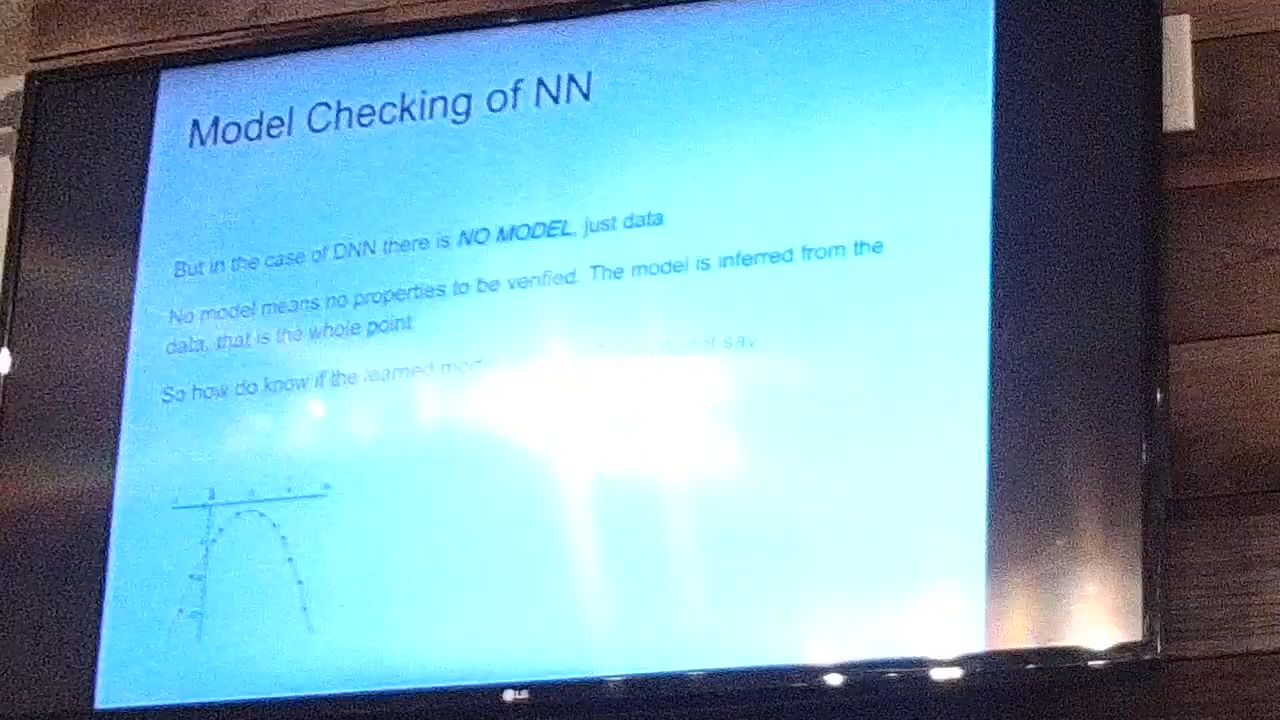 Model Checking of NN
But in the case of DNN there is NO MODEL, just data
No model means no properties to be verified. The model is inferred from the
data, that is the whole point
So how do know if the learned say
LG